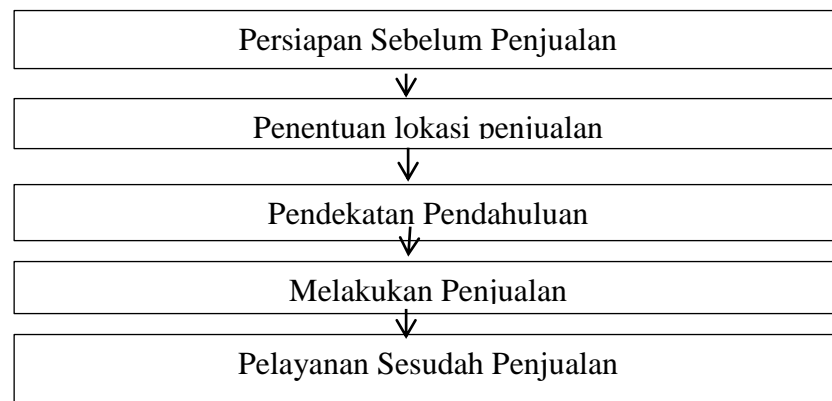 Persiapan Sebelum Penjualan
Penentuan lokasi penjualan
Pendekatan Pendahuluan
Melakukan Penjualan
Pelayanan Sesudah Penjualan